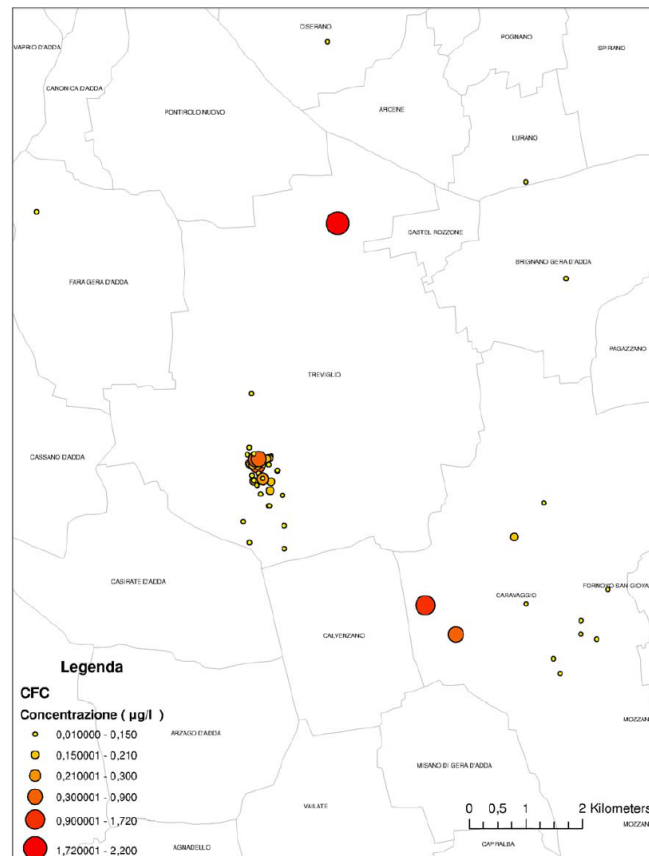 CISERANO
POGNANO
VAPRIO D'ADDA
SPIRANO
CANONICA D'ADDA
PONTIROLO NUOVO
ARCENE
LURANO
CASTEL ROZZONE
BRIGNANO GERA D'ADDA
FARA GERA D'ADDA
PAGAZZANO
TREVIGLIO
CASSANO D'ADDA
CASIRATE D'ADDA
FORNOVO SAN GIOVA
CARAVAGGIO
CALVENZANO
Legenda
CFC
Concentrazione ( µg/l )
0,010000 - 0,150
0,150001 - 0,210
0,210001 - 0,300
0,300001 - 0,900
0,900001 - 1,720
1,720001 - 2,200
ARZAGO D'ADDA
MOZZAN
MISANO DI GERA D'ADDA
VAILATE
0 0,5 1 2 Kilometers
MOZZAN
AGNADELLO
CAPRALBA